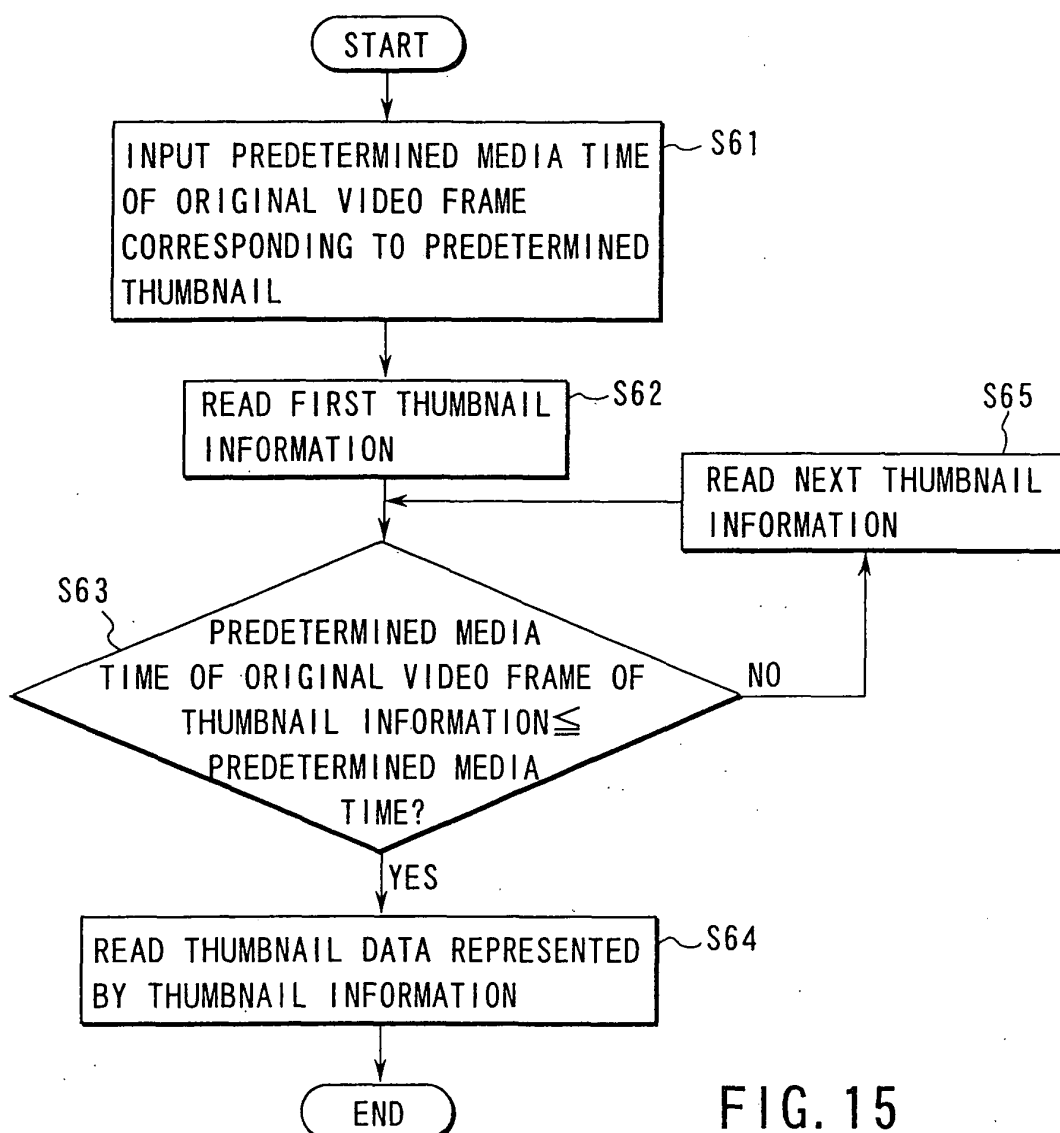 START
INPUT PREDETERMINED MEDIA TIME
OF ORIGINAL VIDEO FRAME
CORRESPONDING TO PREDETERMINED
THUMBNAIL
S61
READ FIRST THUMBNAIL
INFORMATION
S62
S65
READ NEXT THUMBNAIL
INFORMATION
S63
PREDETERMINED MEDIA
TIME OF ORIGINAL VIDEO FRAME OF
THUMBNAIL INFORMATION≦
PREDETERMINED MEDIA
TIME?
NO
YES
READ THUMBNAIL DATA REPRESENTED
BY THUMBNAIL INFORMATION
S64
END
FIG. 15